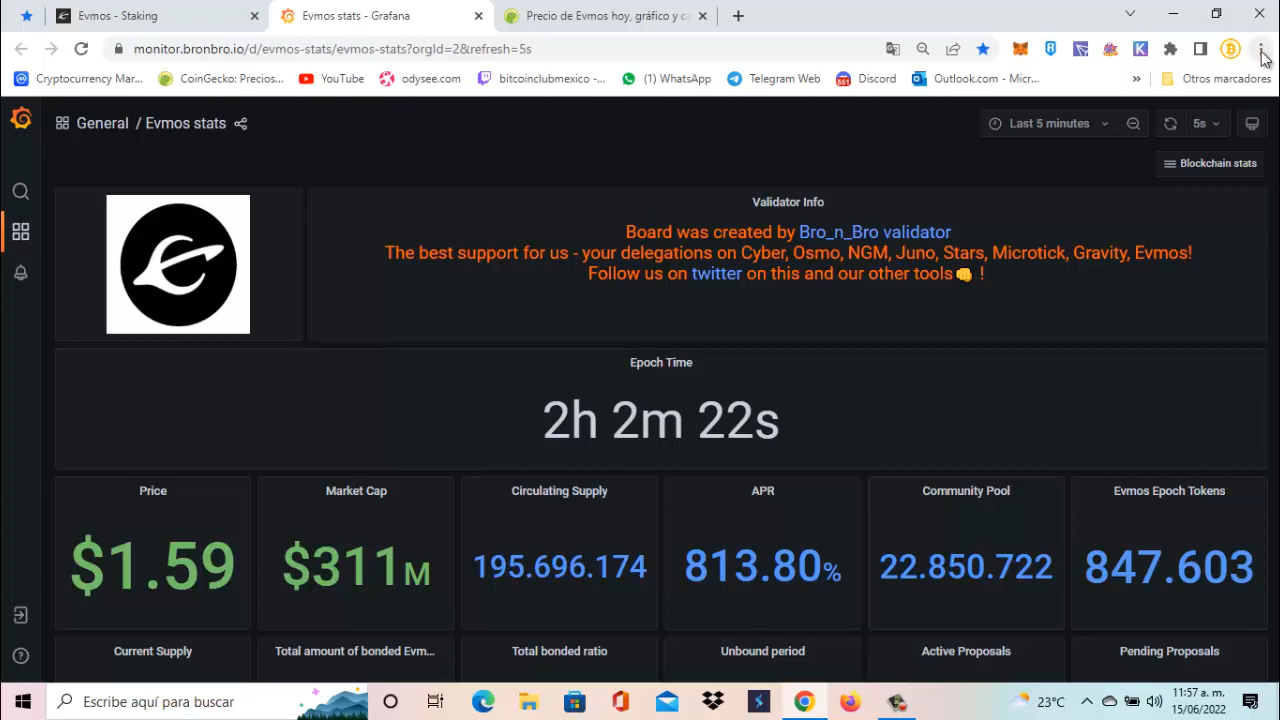 Evmos - Staking
Evmos stats - Grafana
Precio de Evmos hoy, gráfico y ca
monitor.bronbro.io/d/evmos-stats/evmos-stats?orgId=2&refresh=5s
Cryptocurrency Mar...
CoinGecko: Precios...
YouTube
odysee.com
bitcoinclubmexico -...
(1) WhatsApp
Telegram Web
Discord
Outlook.com - Micr...
»
Otros marcadores
General / Evmos stats
Last 5 minutes
5s
Blockchain stats
Validator Info
Board was created by Bro_n_Bro validator
The best support for us - your delegations on Cyber, Osmo, NGM, Juno, Stars, Microtick, Gravity, Evmos!
Follow us on twitter on this and our other tools👊 !
Epoch Time
2h 2m 22s
Price
Market Cap
Circulating Supply
APR
Community Pool
Evmos Epoch Tokens
$1.59
$311M
195.696.174
813.80%
22.850.722
847.603
Current Supply
Total amount of bonded Evm...
Total bonded ratio
Unbound period
Active Proposals
Pending Proposals
Escribe aquí para buscar
23°C
11:57 a. m.
15/06/2022